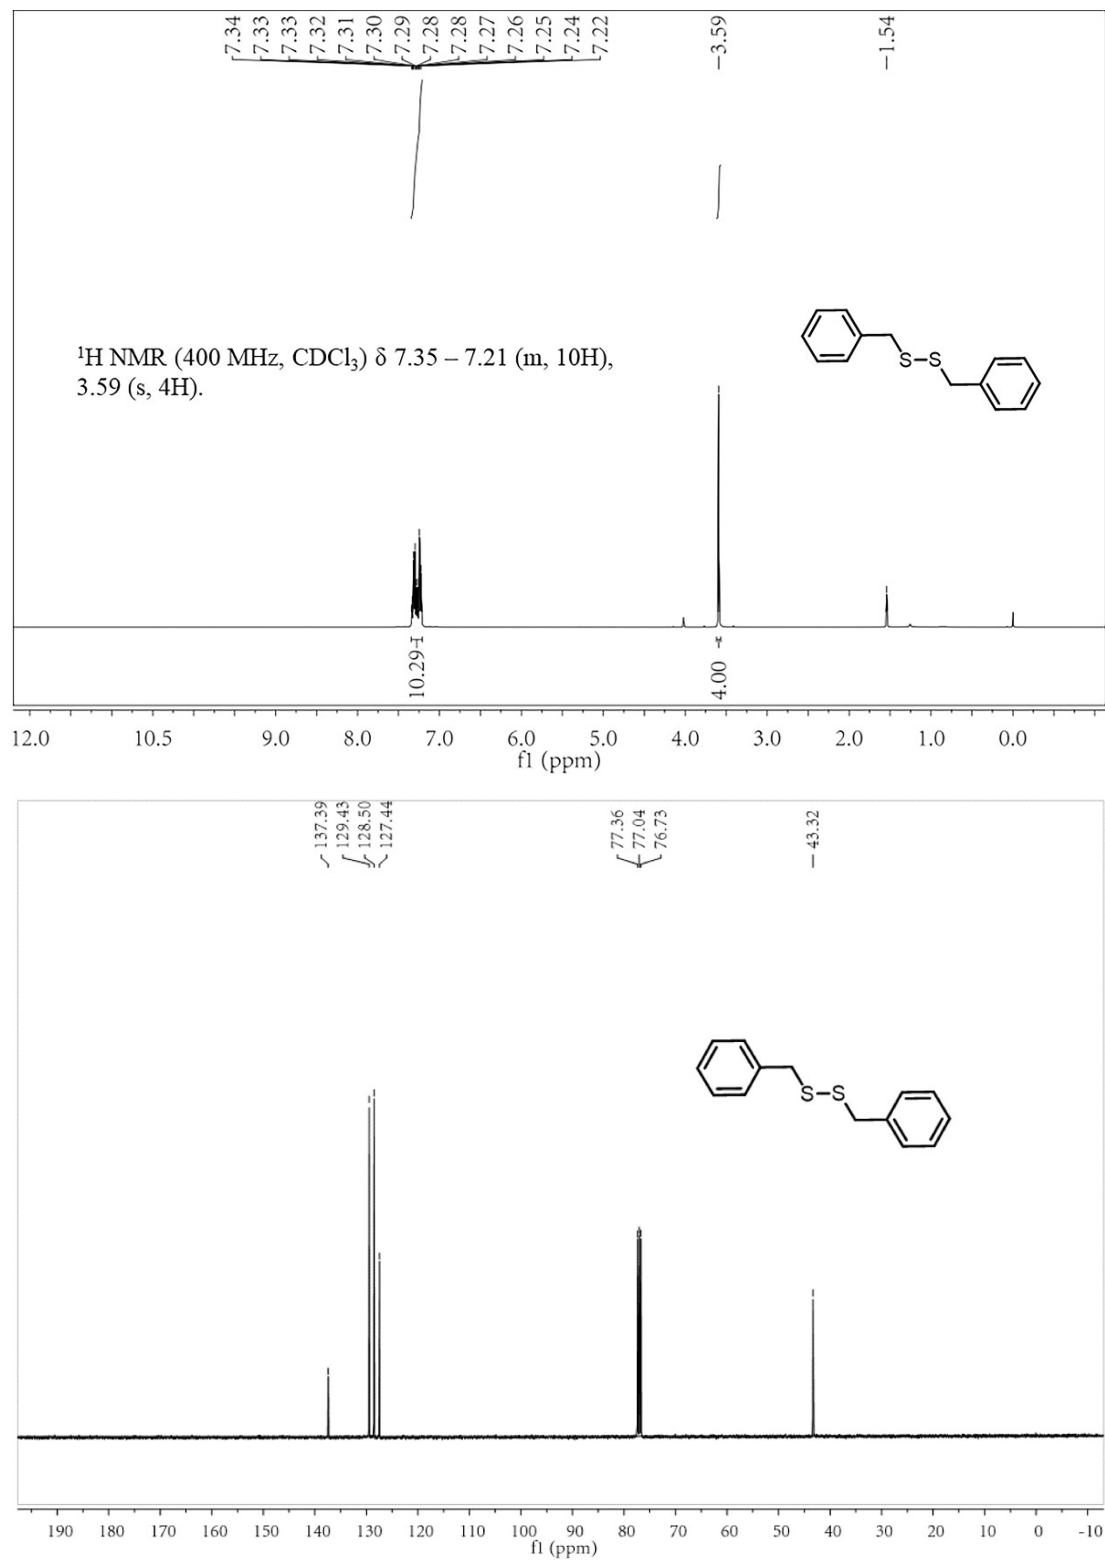 7.34 7.33 7.33 7.32 7.31 7.30 7.29 7.28 7.28 7.27 7.26 7.25 7.24 7.22 3.59 1.54
¹H NMR (400 MHz, CDCl₃) δ 7.35 – 7.21 (m, 10H),
3.59 (s, 4H).
S S
10.29 4.00
12.0 10.5 9.0 8.0 7.0 6.0 5.0 4.0 3.0 2.0 1.0 0.0
f1 (ppm)
137.39 129.43 128.50 127.44 77.36 77.04 76.73 43.32
S S
190 180 170 160 150 140 130 120 110 100 90 80 70 60 50 40 30 20 10 0 -10
f1 (ppm)